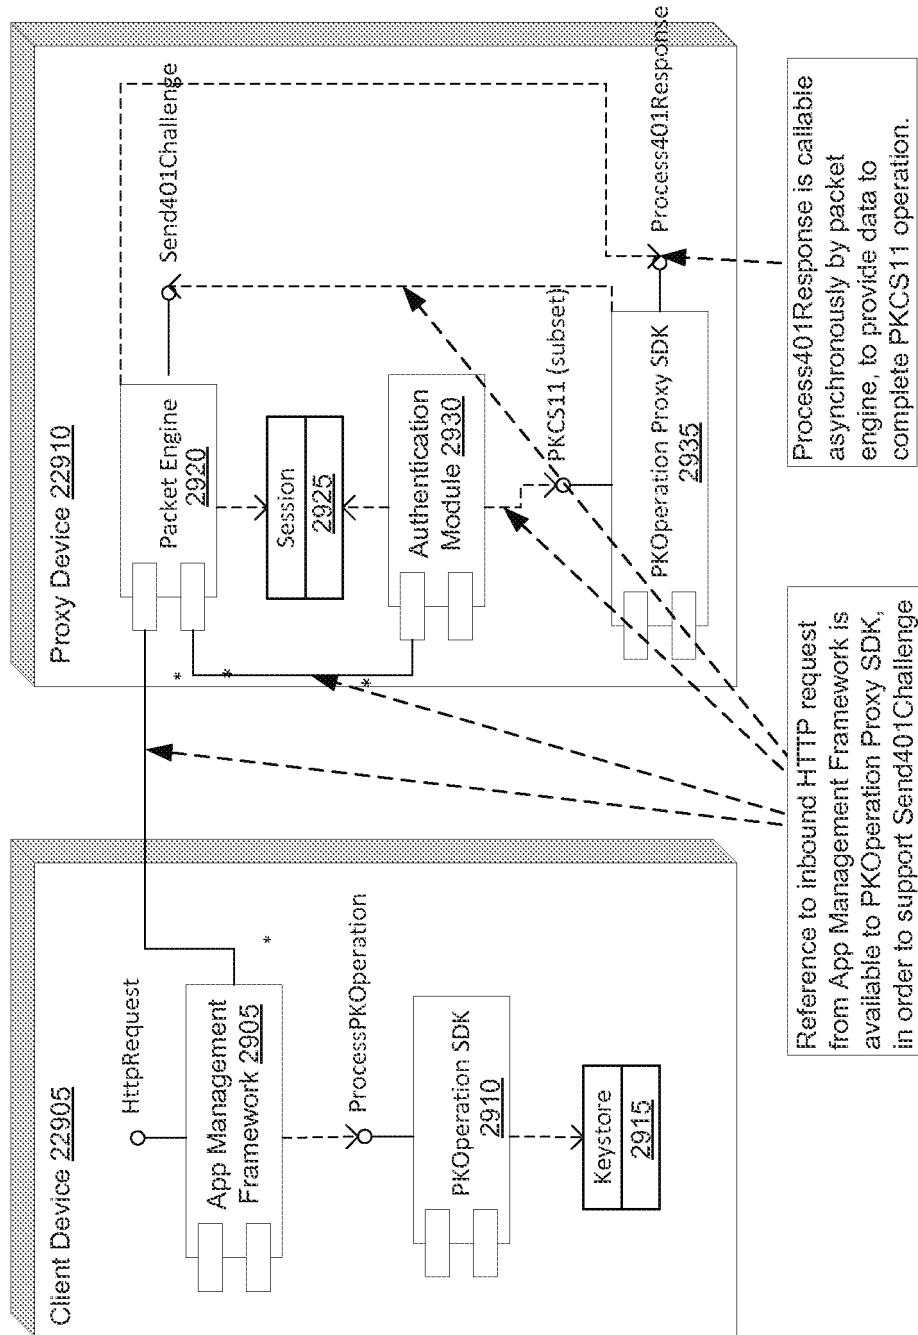 Client Device 22905
HttpRequest
App Management
Framework 2905
*
ProcessPKOperation
PKOperation SDK
2910
Keystore
2915
Proxy Device 22910
Packet Engine
2920
Send401Challenge
*
*
Session
2925
*
Authentication
Module 2930
PKCS11 (subset)
PKOperation Proxy SDK
2935
Process401Response
Reference to inbound HTTP request
from App Management Framework is
available to PKOperation Proxy SDK,
in order to support Send401Challenge
Process401Response is callable
asynchronously by packet
engine, to provide data to
complete PKCS11 operation.